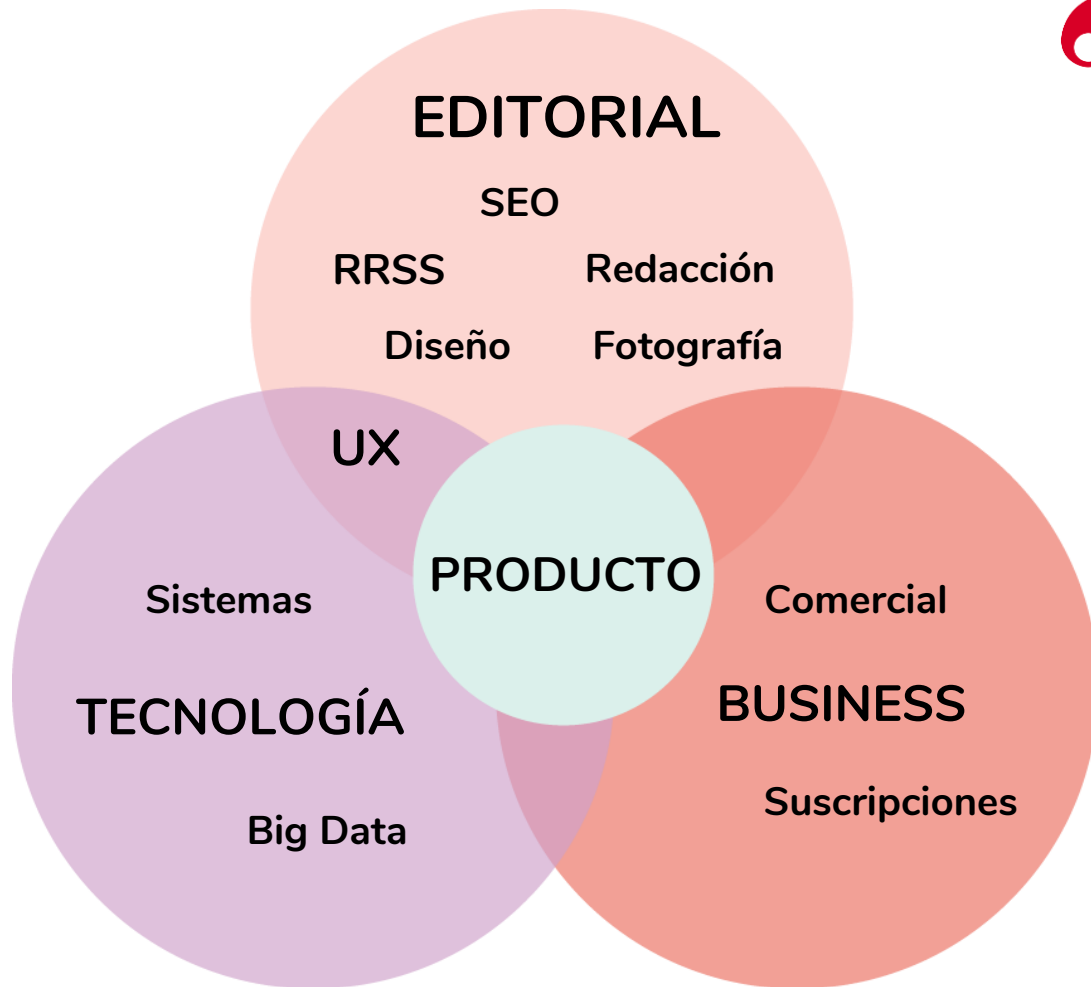 EDITORIAL
SEO
RRSS
Redacción
Diseño
Fotografía
UX
PRODUCTO
Sistemas
Comercial
TECNOLOGÍA
BUSINESS
Suscripciones
Big Data